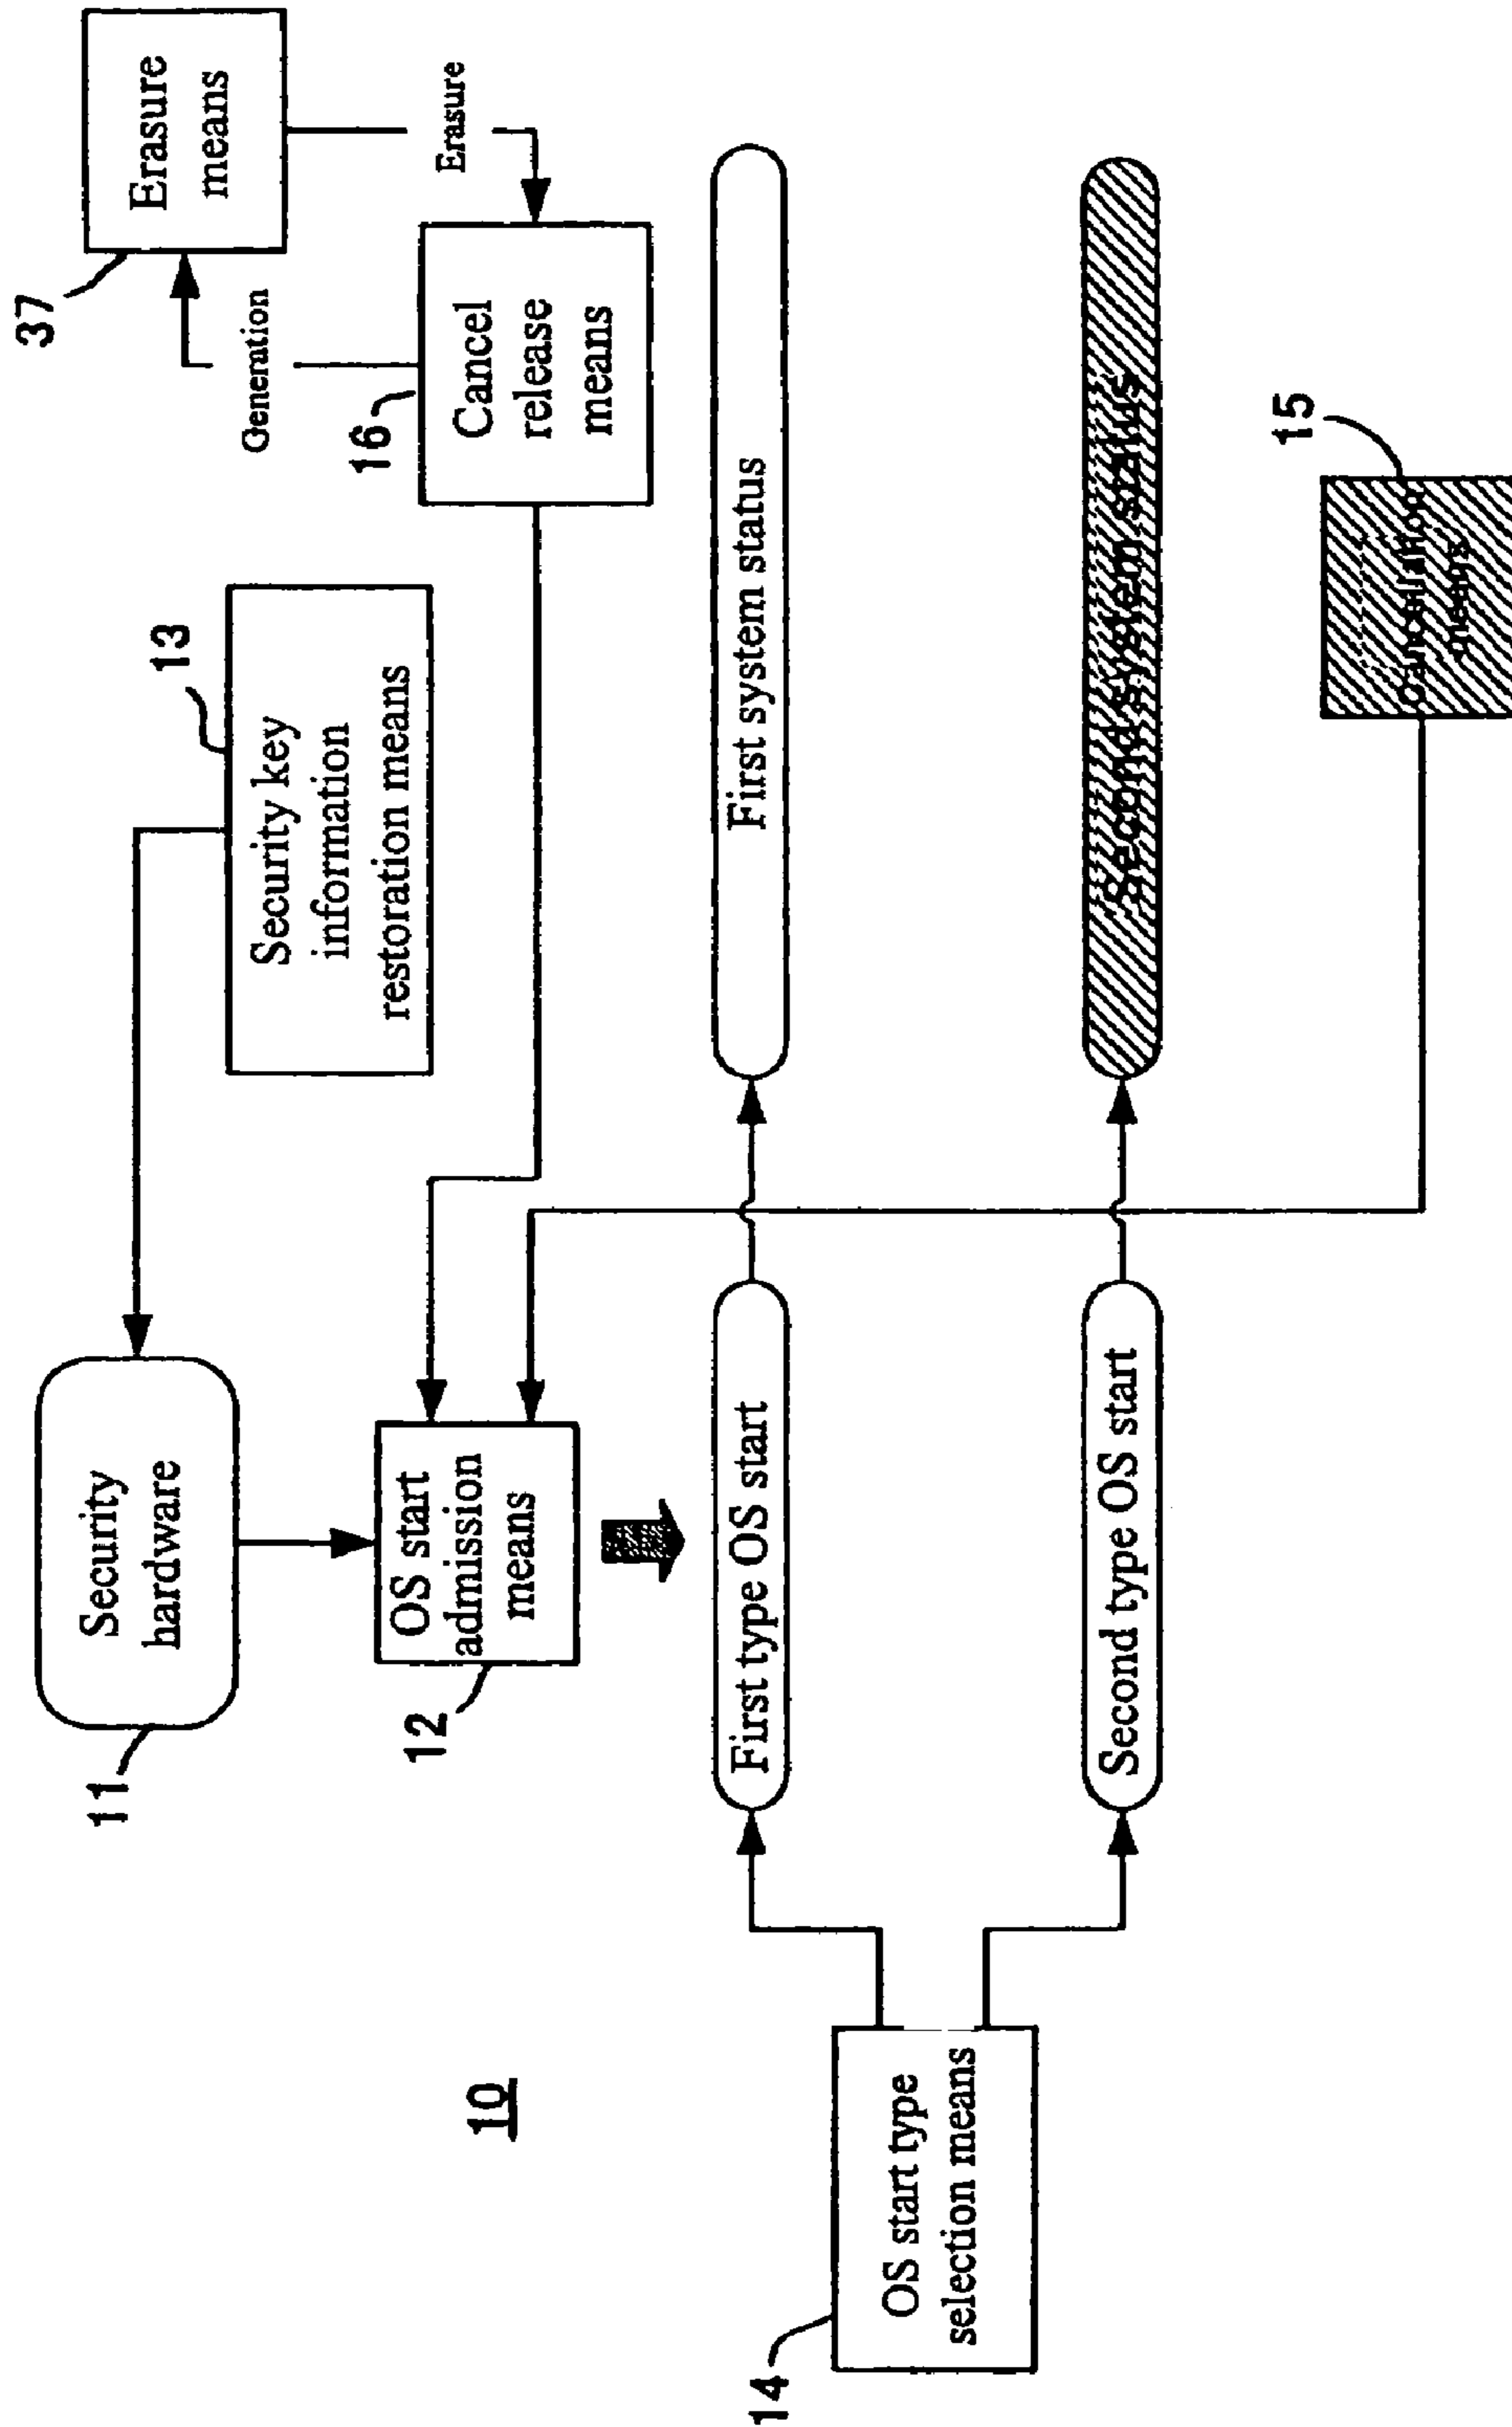 37
Erasure
means
Erasure
Generation
16
Cancel
release
means
13
Security key
information
restoration means
11
Security
hardware
12
OS start
admission
means
First type OS start
First system status
10
14
OS start type
selection means
Second type OS start
Second system status
15
Cancellation
means